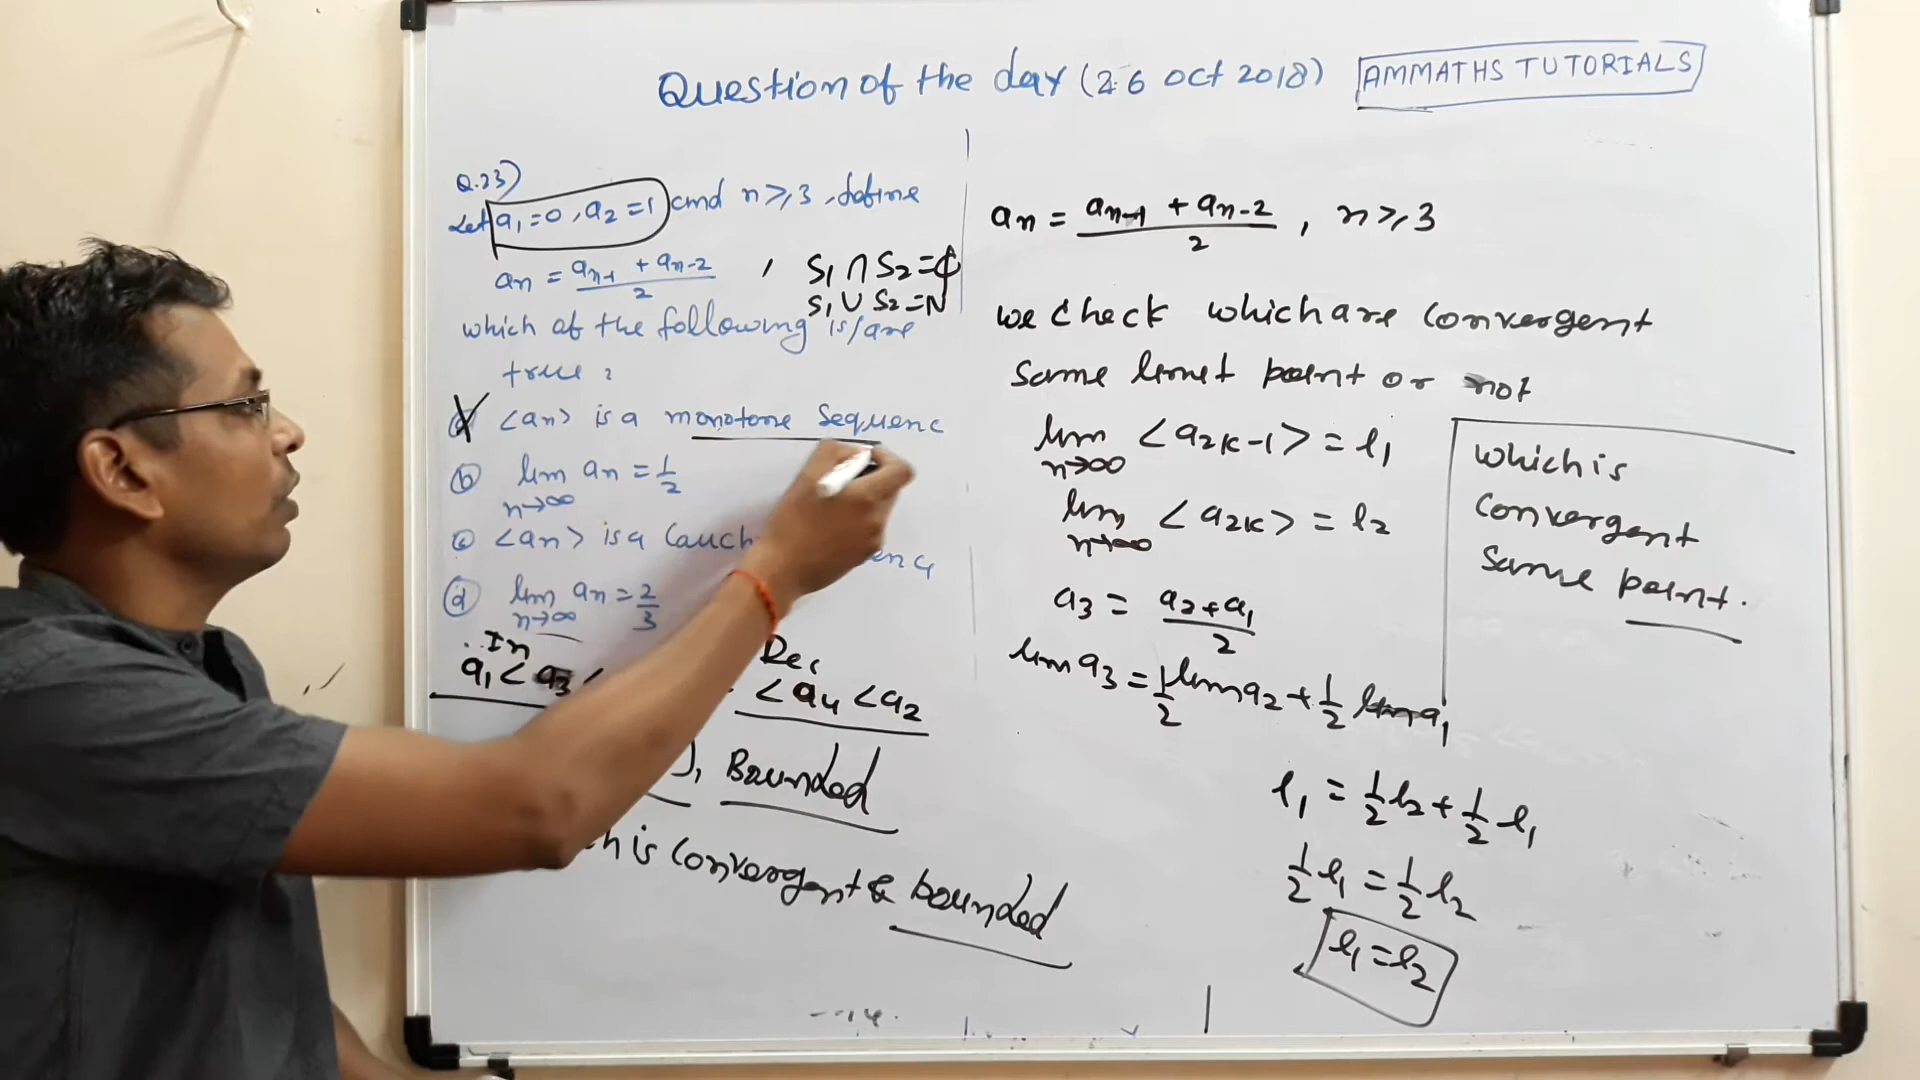 Question of the day (26 Oct 2018)
AMMATHS TUTORIALS
Q.23)
Let a₁=0, a₂=1 and n≥3, define
aₙ = (aₙ₋₁ + aₙ₋₂)/2 , S₁∩S₂=ϕ
S₁∪S₂=N
which of the following is/are
true?
(a) <aₙ> is a monotone Sequenc
(b) lim n→∞ aₙ = 1/2
(c) <aₙ> is a Cauch
(d) lim n→∞ aₙ = 2/3
In Dec
a₁ < a₃ < < a₄ < a₂
Bounded
is convergent & bounded
aₙ = (aₙ₋₁ + aₙ₋₂)/2 , n≥3
we check which are convergent
same limit point or not
lim n→∞ <a₂ₖ₋₁> = l₁
lim n→∞ <a₂ₖ> = l₂
a₃ = (a₂+a₁)/2
lim a₃ = 1/2 lim a₂ + 1/2 lim a₁
l₁ = 1/2 l₂ + 1/2 l₁
1/2 l₁ = 1/2 l₂
l₁ = l₂
which is
convergent
same point.